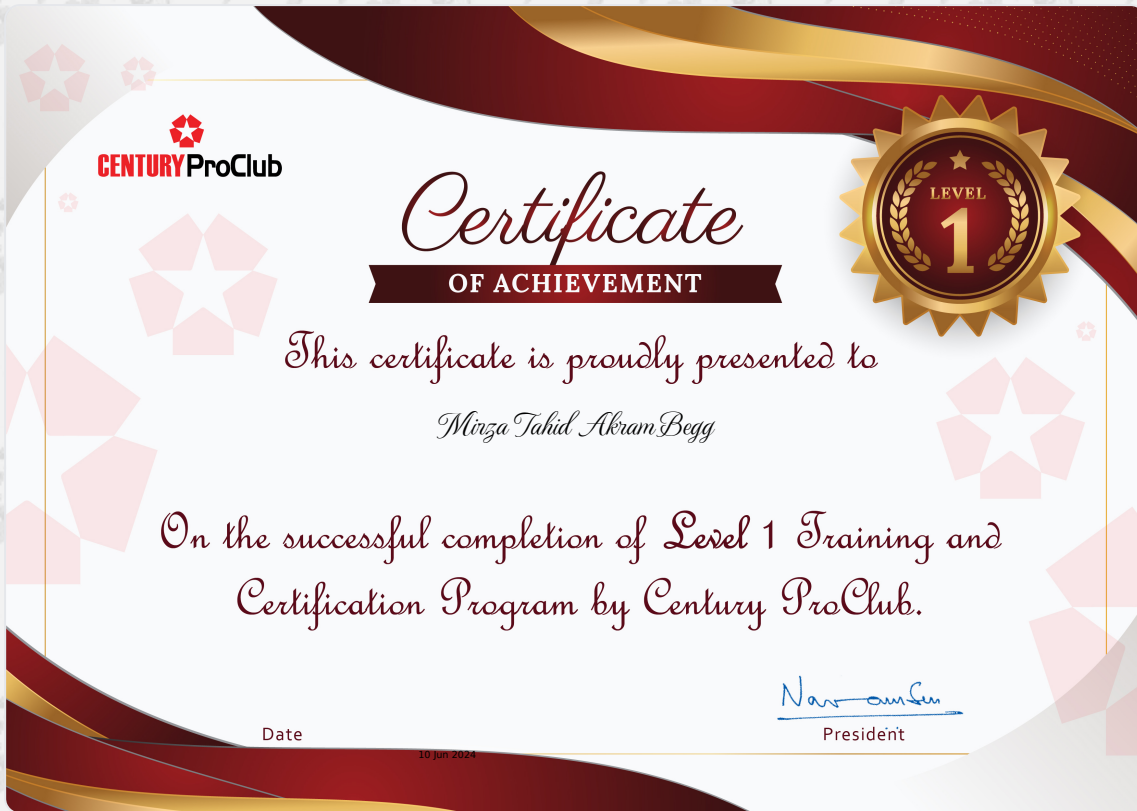 CENTURY ProClub
Certificate
OF ACHIEVEMENT
LEVEL
1
This certificate is proudly presented to
Mirza Tahid Akram Begg
On the successful completion of Level 1 Training and
Certification Program by Century ProClub.
Date
10 Jun 2024
President